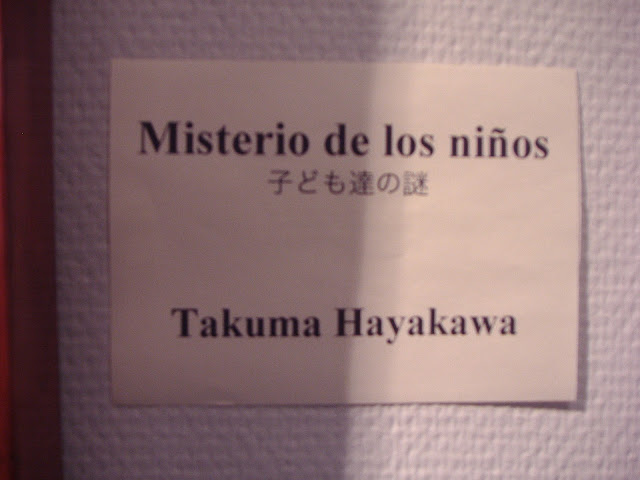 Misterio de los niños
子ども達の謎
Takuma Hayakawa